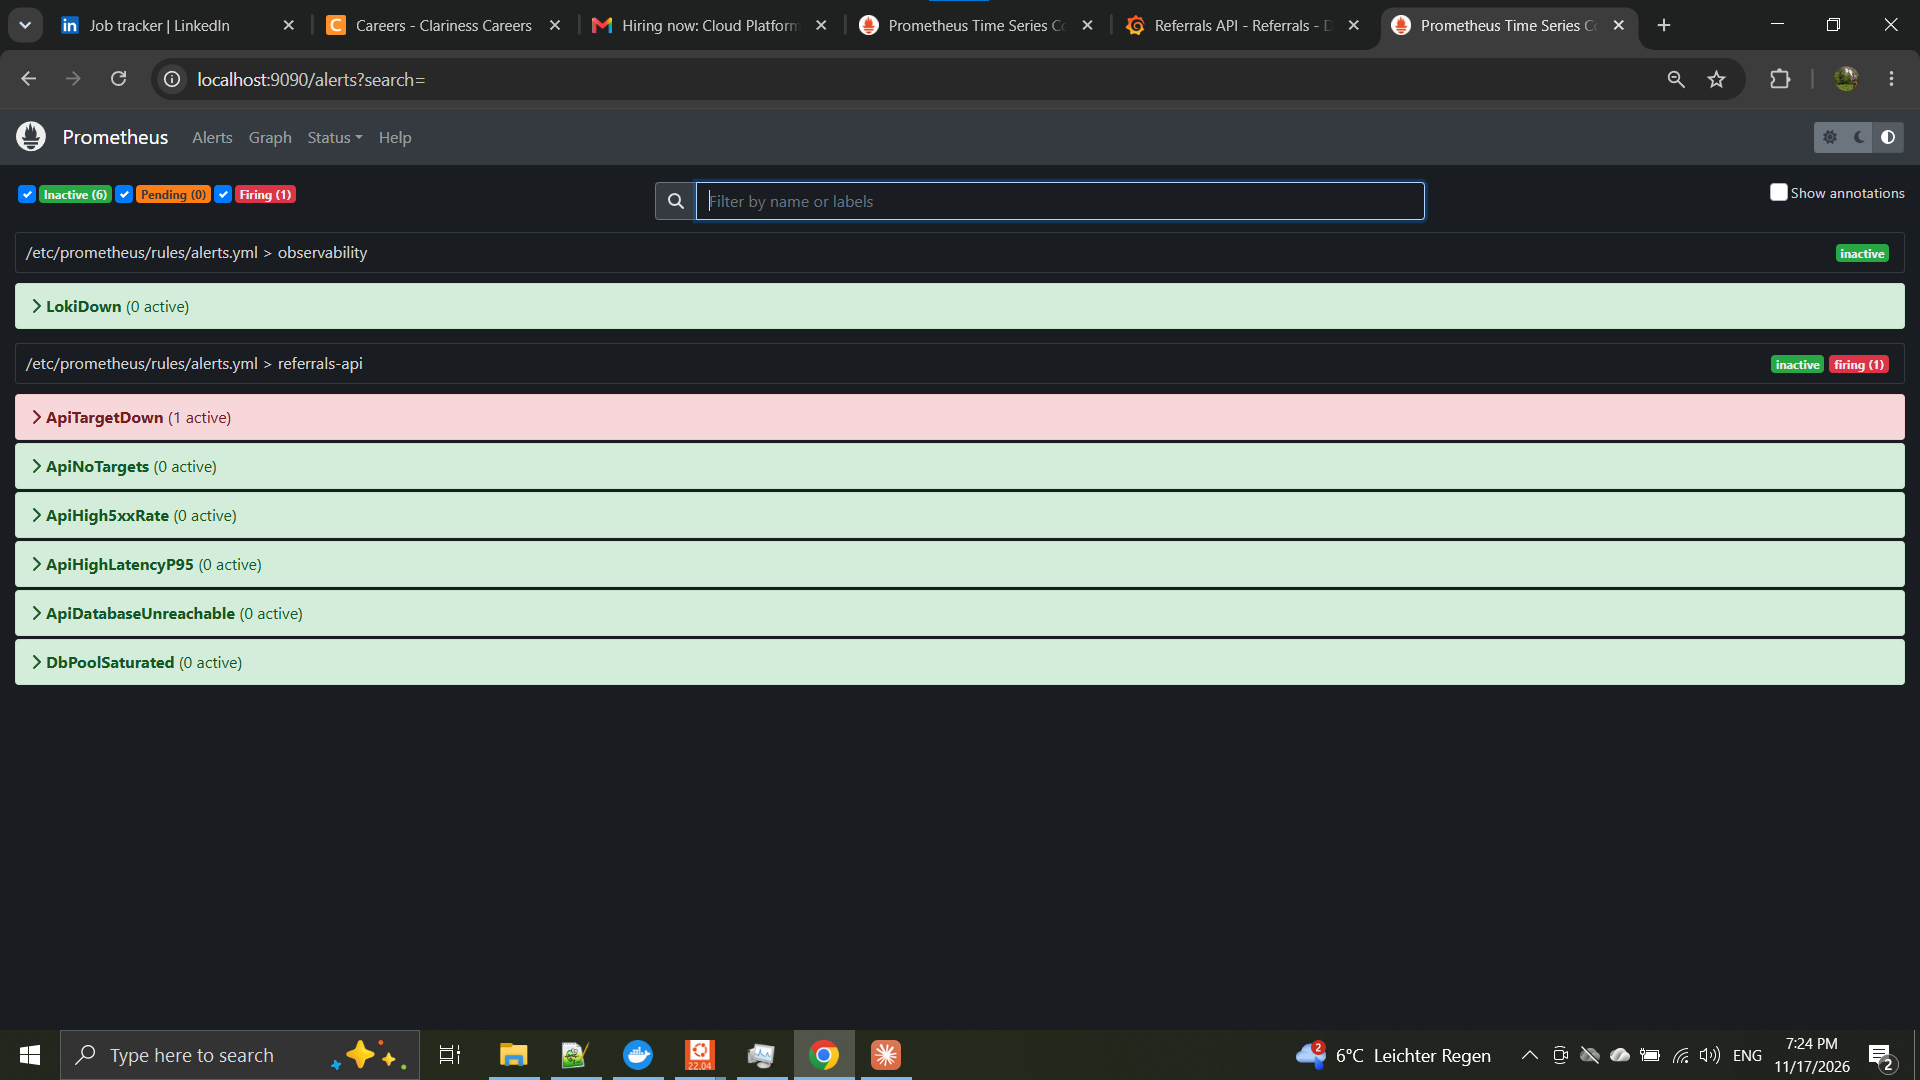 Job tracker | LinkedIn
Careers - Clariness Careers
Hiring now: Cloud Platform
Prometheus Time Series Co
Referrals API - Referrals - D
Prometheus Time Series Co
localhost:9090/alerts?search=
Prometheus Alerts Graph Status Help
Inactive (6) Pending (0) Firing (1)
Filter by name or labels
Show annotations
/etc/prometheus/rules/alerts.yml > observability
inactive
LokiDown (0 active)
/etc/prometheus/rules/alerts.yml > referrals-api
inactive firing (1)
ApiTargetDown (1 active)
ApiNoTargets (0 active)
ApiHigh5xxRate (0 active)
ApiHighLatencyP95 (0 active)
ApiDatabaseUnreachable (0 active)
DbPoolSaturated (0 active)
Type here to search
22.04
2
6°C Leichter Regen
ENG
7:24 PM
11/17/2026
2